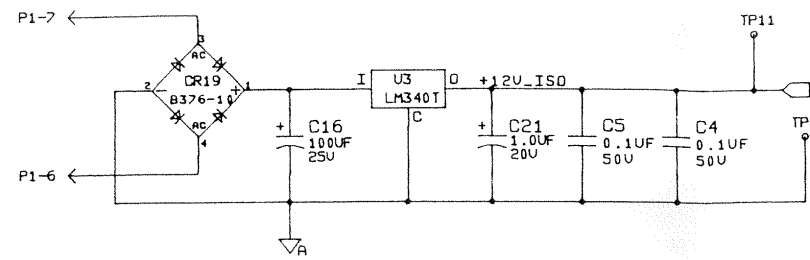 P1-7
3
AC
2
-
CR19
+
1
B376-10
AC
4
P1-6
+
C16
100UF
25V
I
U3
O
LM340T
C
+12V_ISO
+
C21
1.0UF
20V
C5
0.1UF
50V
C4
0.1UF
50V
TP11
TP
A